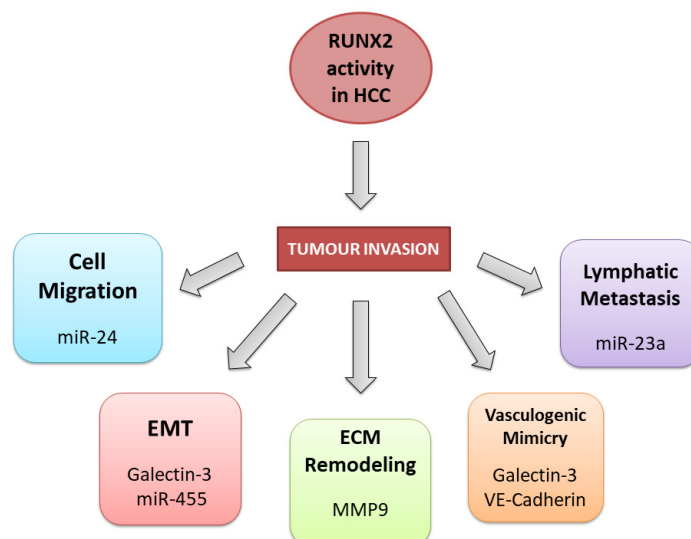 RUNX2
activity
in HCC
TUMOUR INVASION
Cell
Migration
miR-24
EMT
Galectin-3
miR-455
ECM
Remodeling
MMP9
Vasculogenic
Mimicry
Galectin-3
VE-Cadherin
Lymphatic
Metastasis
miR-23a